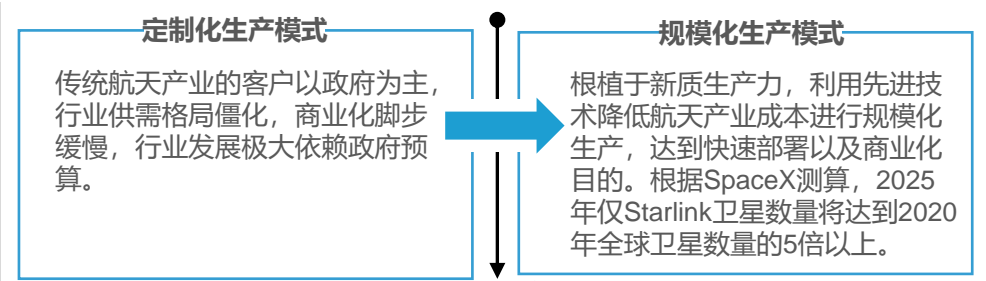 定制化生产模式
传统航天产业的客户以政府为主，
行业供需格局僵化，商业化脚步
缓慢，行业发展极大依赖政府预
算。
规模化生产模式
根植于新质生产力，利用先进技
术降低航天产业成本进行规模化
生产，达到快速部署以及商业化
目的。根据SpaceX测算，2025
年仅Starlink卫星数量将达到2020
年全球卫星数量的5倍以上。